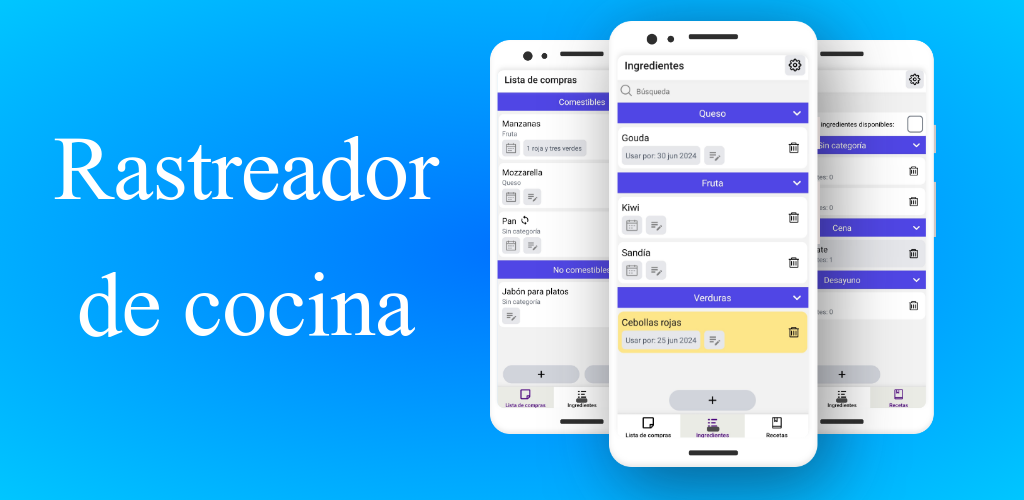 Rastreador
de cocina
Lista de compras
Comestibles
Manzanas
Fruta
1 roja y tres verdes
Mozzarella
Queso
Pan
Sin categoría
No comestibles
Jabón para platos
Sin categoría
+
Lista de compras
Ingredientes
Ingredientes
Búsqueda
Queso
Gouda
Usar por: 30 jun 2024
Fruta
Kiwi
Sandía
Verduras
Cebollas rojas
Usar por: 25 jun 2024
+
Lista de compras
Ingredientes
Recetas
ingredientes disponibles:
Sin categoría
es: 0
es: 0
Cena
es: 1
Desayuno
es: 0
+
Ingredientes
Recetas